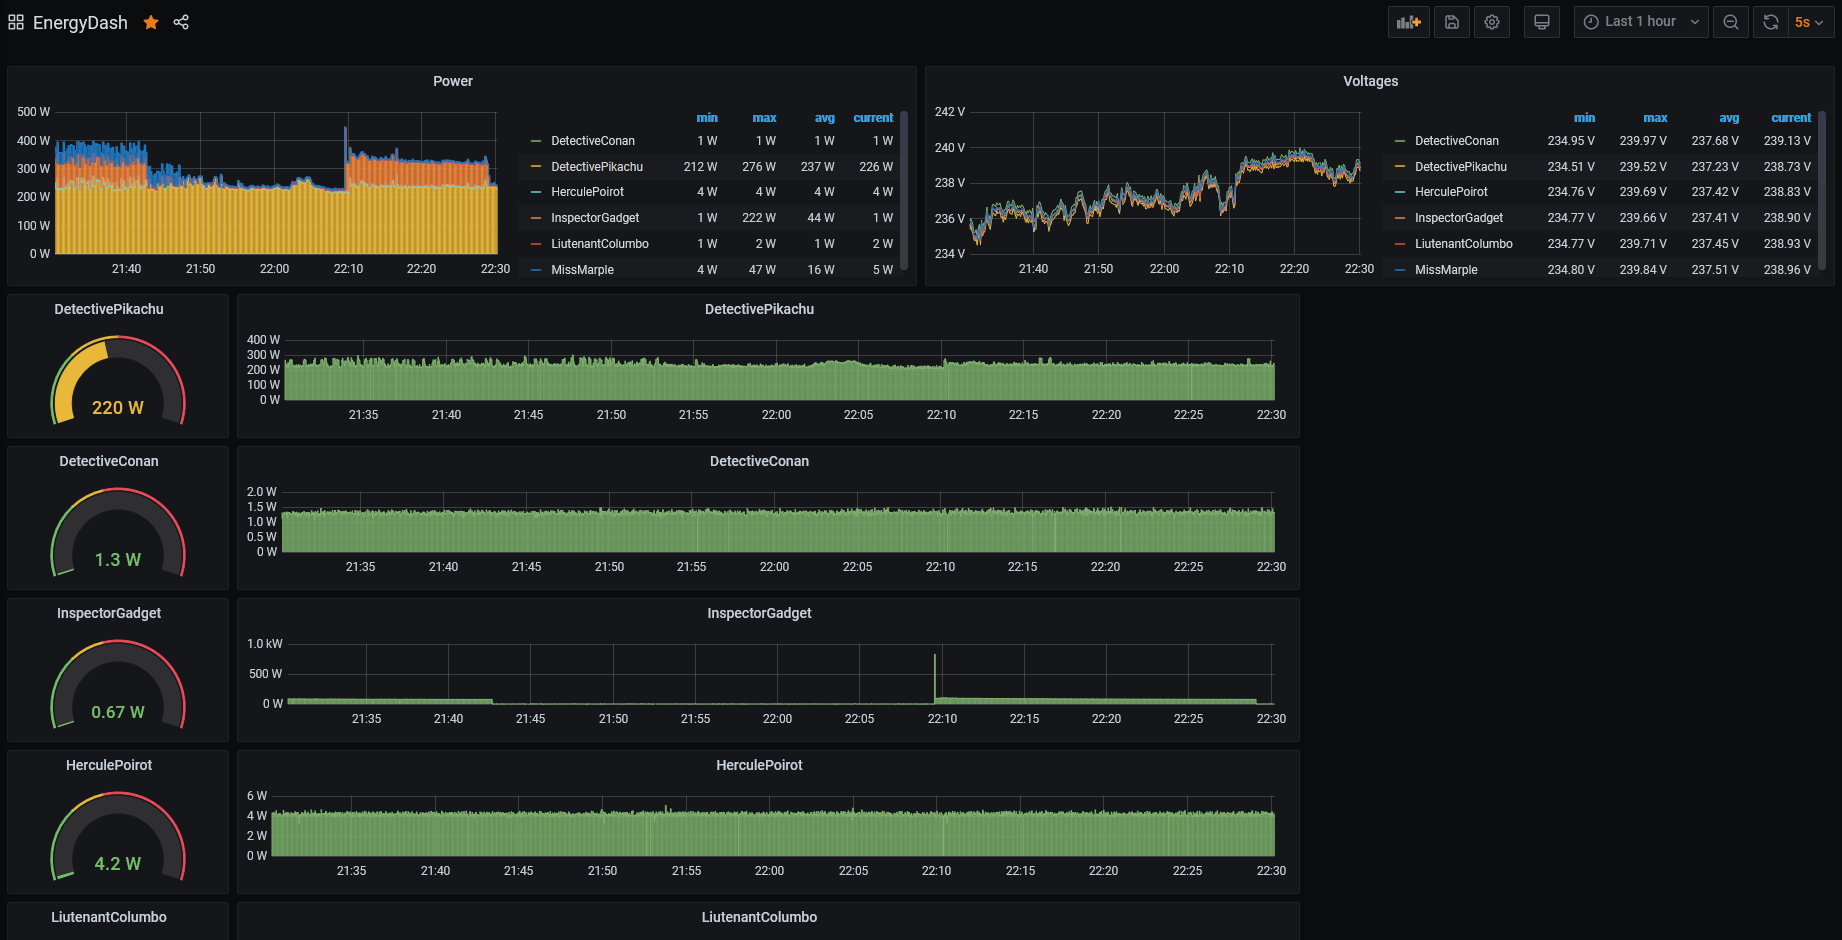 EnergyDash
Last 1 hour
5s
Power
500 W
400 W
300 W
200 W
100 W
0 W
21:40 21:50 22:00 22:10 22:20 22:30
min max avg current
DetectiveConan 1 W 1 W 1 W 1 W
DetectivePikachu 212 W 276 W 237 W 226 W
HerculePoirot 4 W 4 W 4 W 4 W
InspectorGadget 1 W 222 W 44 W 1 W
LiutenantColumbo 1 W 2 W 1 W 2 W
MissMarple 4 W 47 W 16 W 5 W
Voltages
242 V
240 V
238 V
236 V
234 V
21:40 21:50 22:00 22:10 22:20 22:30
min max avg current
DetectiveConan 234.95 V 239.97 V 237.68 V 239.13 V
DetectivePikachu 234.51 V 239.52 V 237.23 V 238.73 V
HerculePoirot 234.76 V 239.69 V 237.42 V 238.83 V
InspectorGadget 234.77 V 239.66 V 237.41 V 238.90 V
LiutenantColumbo 234.77 V 239.71 V 237.45 V 238.93 V
MissMarple 234.80 V 239.84 V 237.51 V 238.96 V
DetectivePikachu
220 W
DetectivePikachu
400 W
300 W
200 W
100 W
0 W
21:35 21:40 21:45 21:50 21:55 22:00 22:05 22:10 22:15 22:20 22:25 22:30
DetectiveConan
1.3 W
DetectiveConan
2.0 W
1.5 W
1.0 W
0.5 W
0 W
21:35 21:40 21:45 21:50 21:55 22:00 22:05 22:10 22:15 22:20 22:25 22:30
InspectorGadget
0.67 W
InspectorGadget
1.0 kW
500 W
0 W
21:35 21:40 21:45 21:50 21:55 22:00 22:05 22:10 22:15 22:20 22:25 22:30
HerculePoirot
4.2 W
HerculePoirot
6 W
4 W
2 W
0 W
21:35 21:40 21:45 21:50 21:55 22:00 22:05 22:10 22:15 22:20 22:25 22:30
LiutenantColumbo
LiutenantColumbo